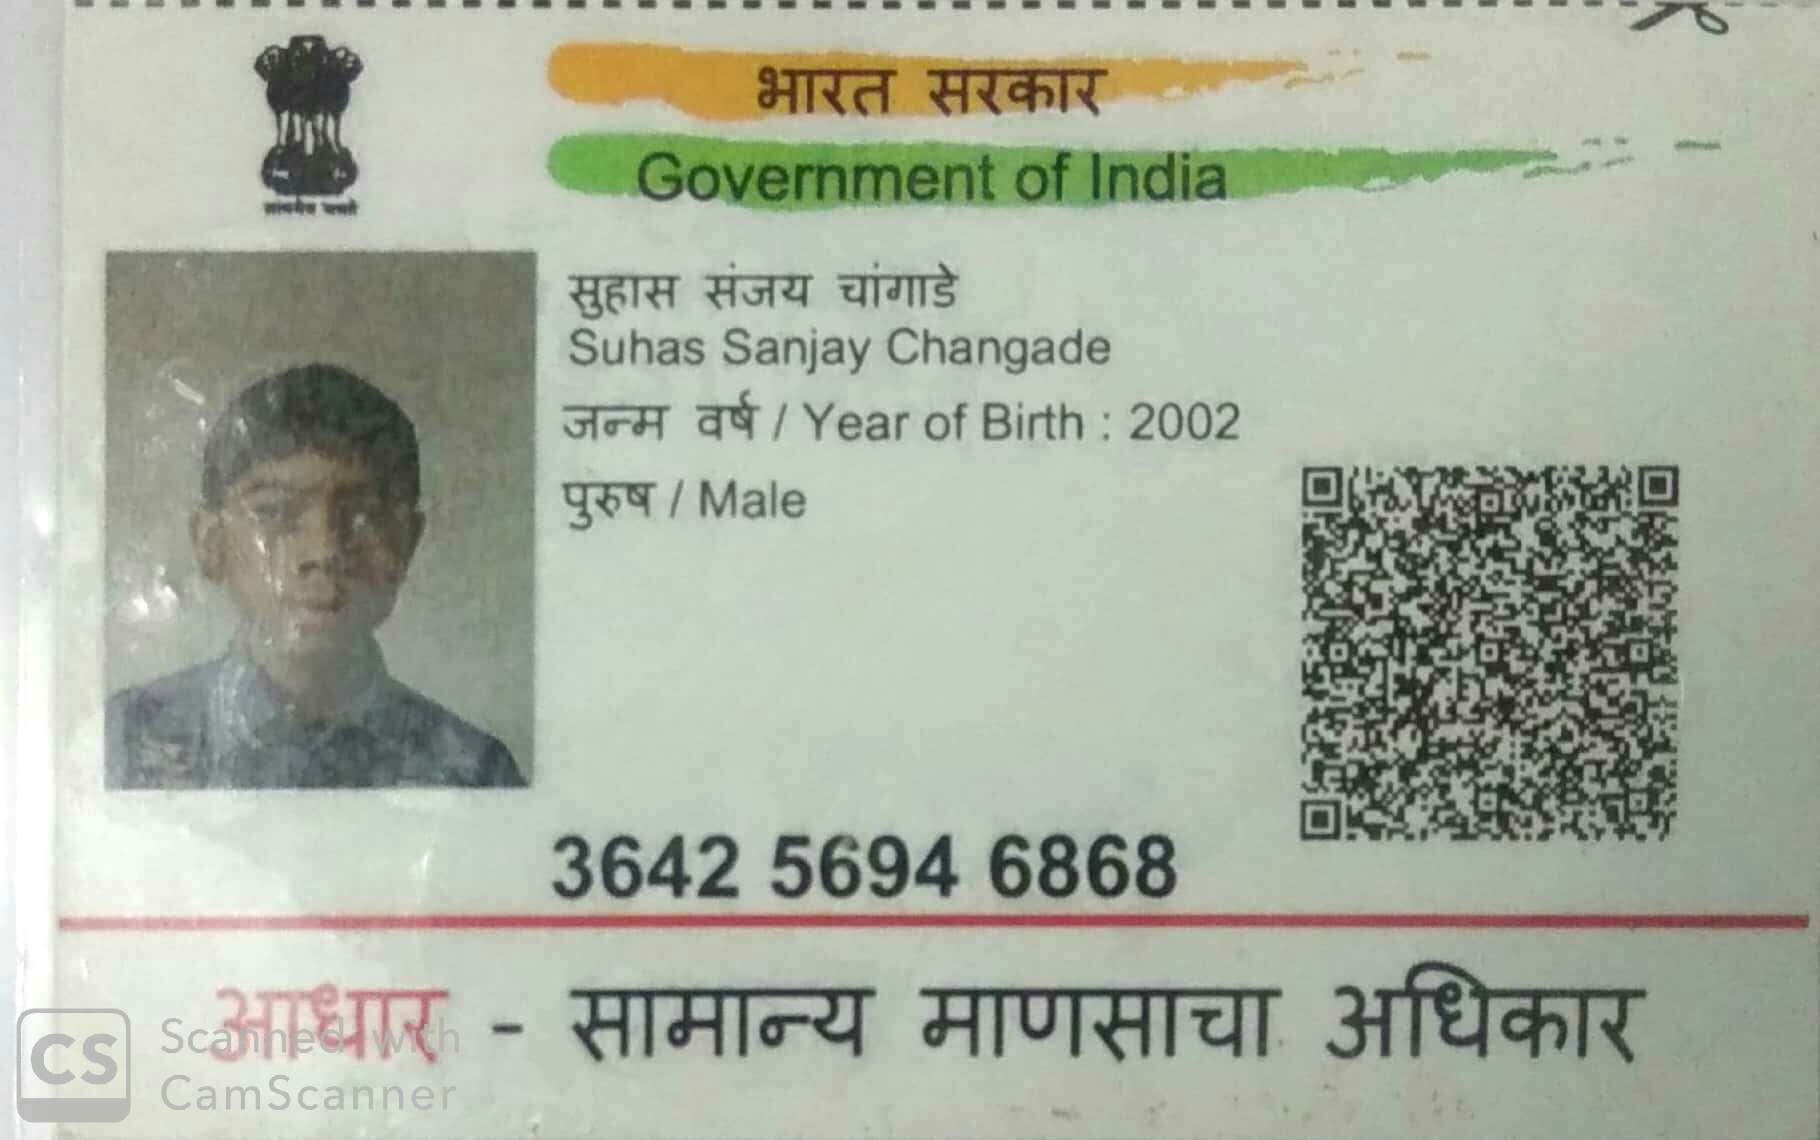 भारत सरकार
Government of India
सुहास संजय चांगाडे
Suhas Sanjay Changade
जन्म वर्ष / Year of Birth : 2002
पुरुष / Male
3642 5694 6868
आधार - सामान्य माणसाचा अधिकार
CS Scanned with
CamScanner